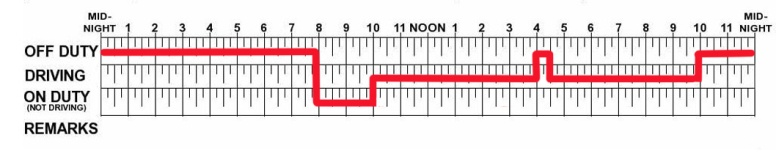 MID-
NIGHT 1 2 3 4 5 6 7 8 9 10 11 NOON 1 2 3 4 5 6 7 8 9 10 11 MID-
NIGHT
OFF DUTY
DRIVING
ON DUTY
(NOT DRIVING)
REMARKS